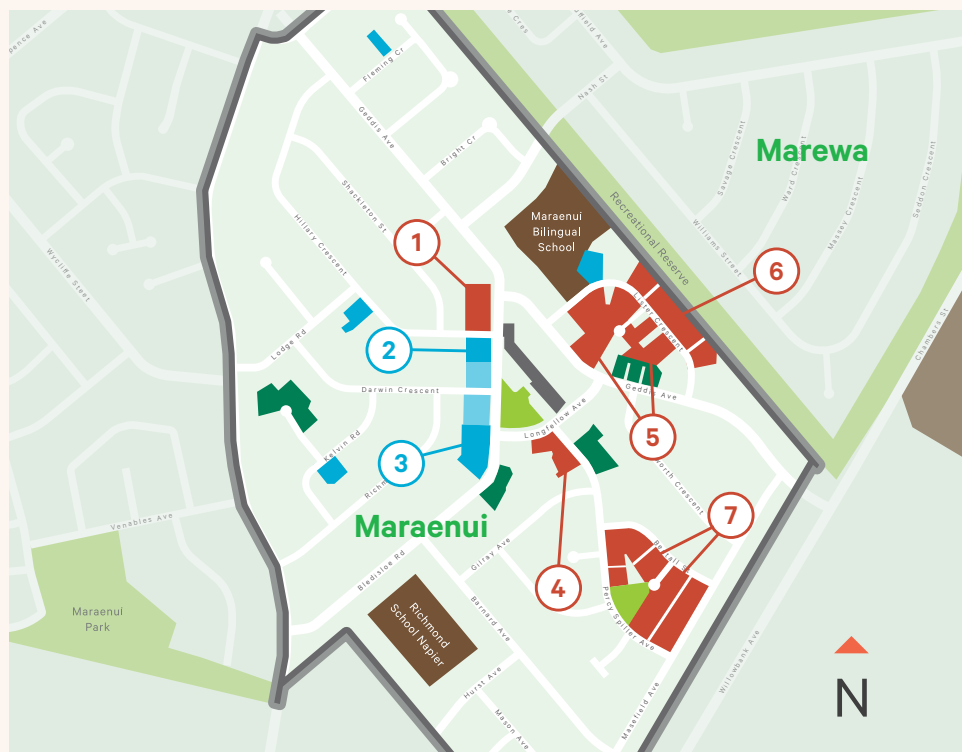 Fleming Cr
Geddis Ave
Nash St
Bright Cr
Marewa
Savage Crescent
Ward Crescent
Massey Crescent
Seddon Crescent
Williams Street
Shackleton St
Hillary Crescent
Maraenui
Bilingual
School
Recreational Reserve
Wycliffe Street
1
6
Lister Crescent
Chambers St
Lodge Rd
2
Darwin Crescent
Geddis Ave
Longfellow Ave
5
Kelvin Rd
3
Maraenui
7
Venables Ave
Gilray Ave
Bledisloe Rd
4
Percy Spiller Ave
Maraenui
Park
Richmond
School Napier
Barnard Ave
Willowbank Ave
Hurst Ave
Masefield Ave
Mason Ave
N